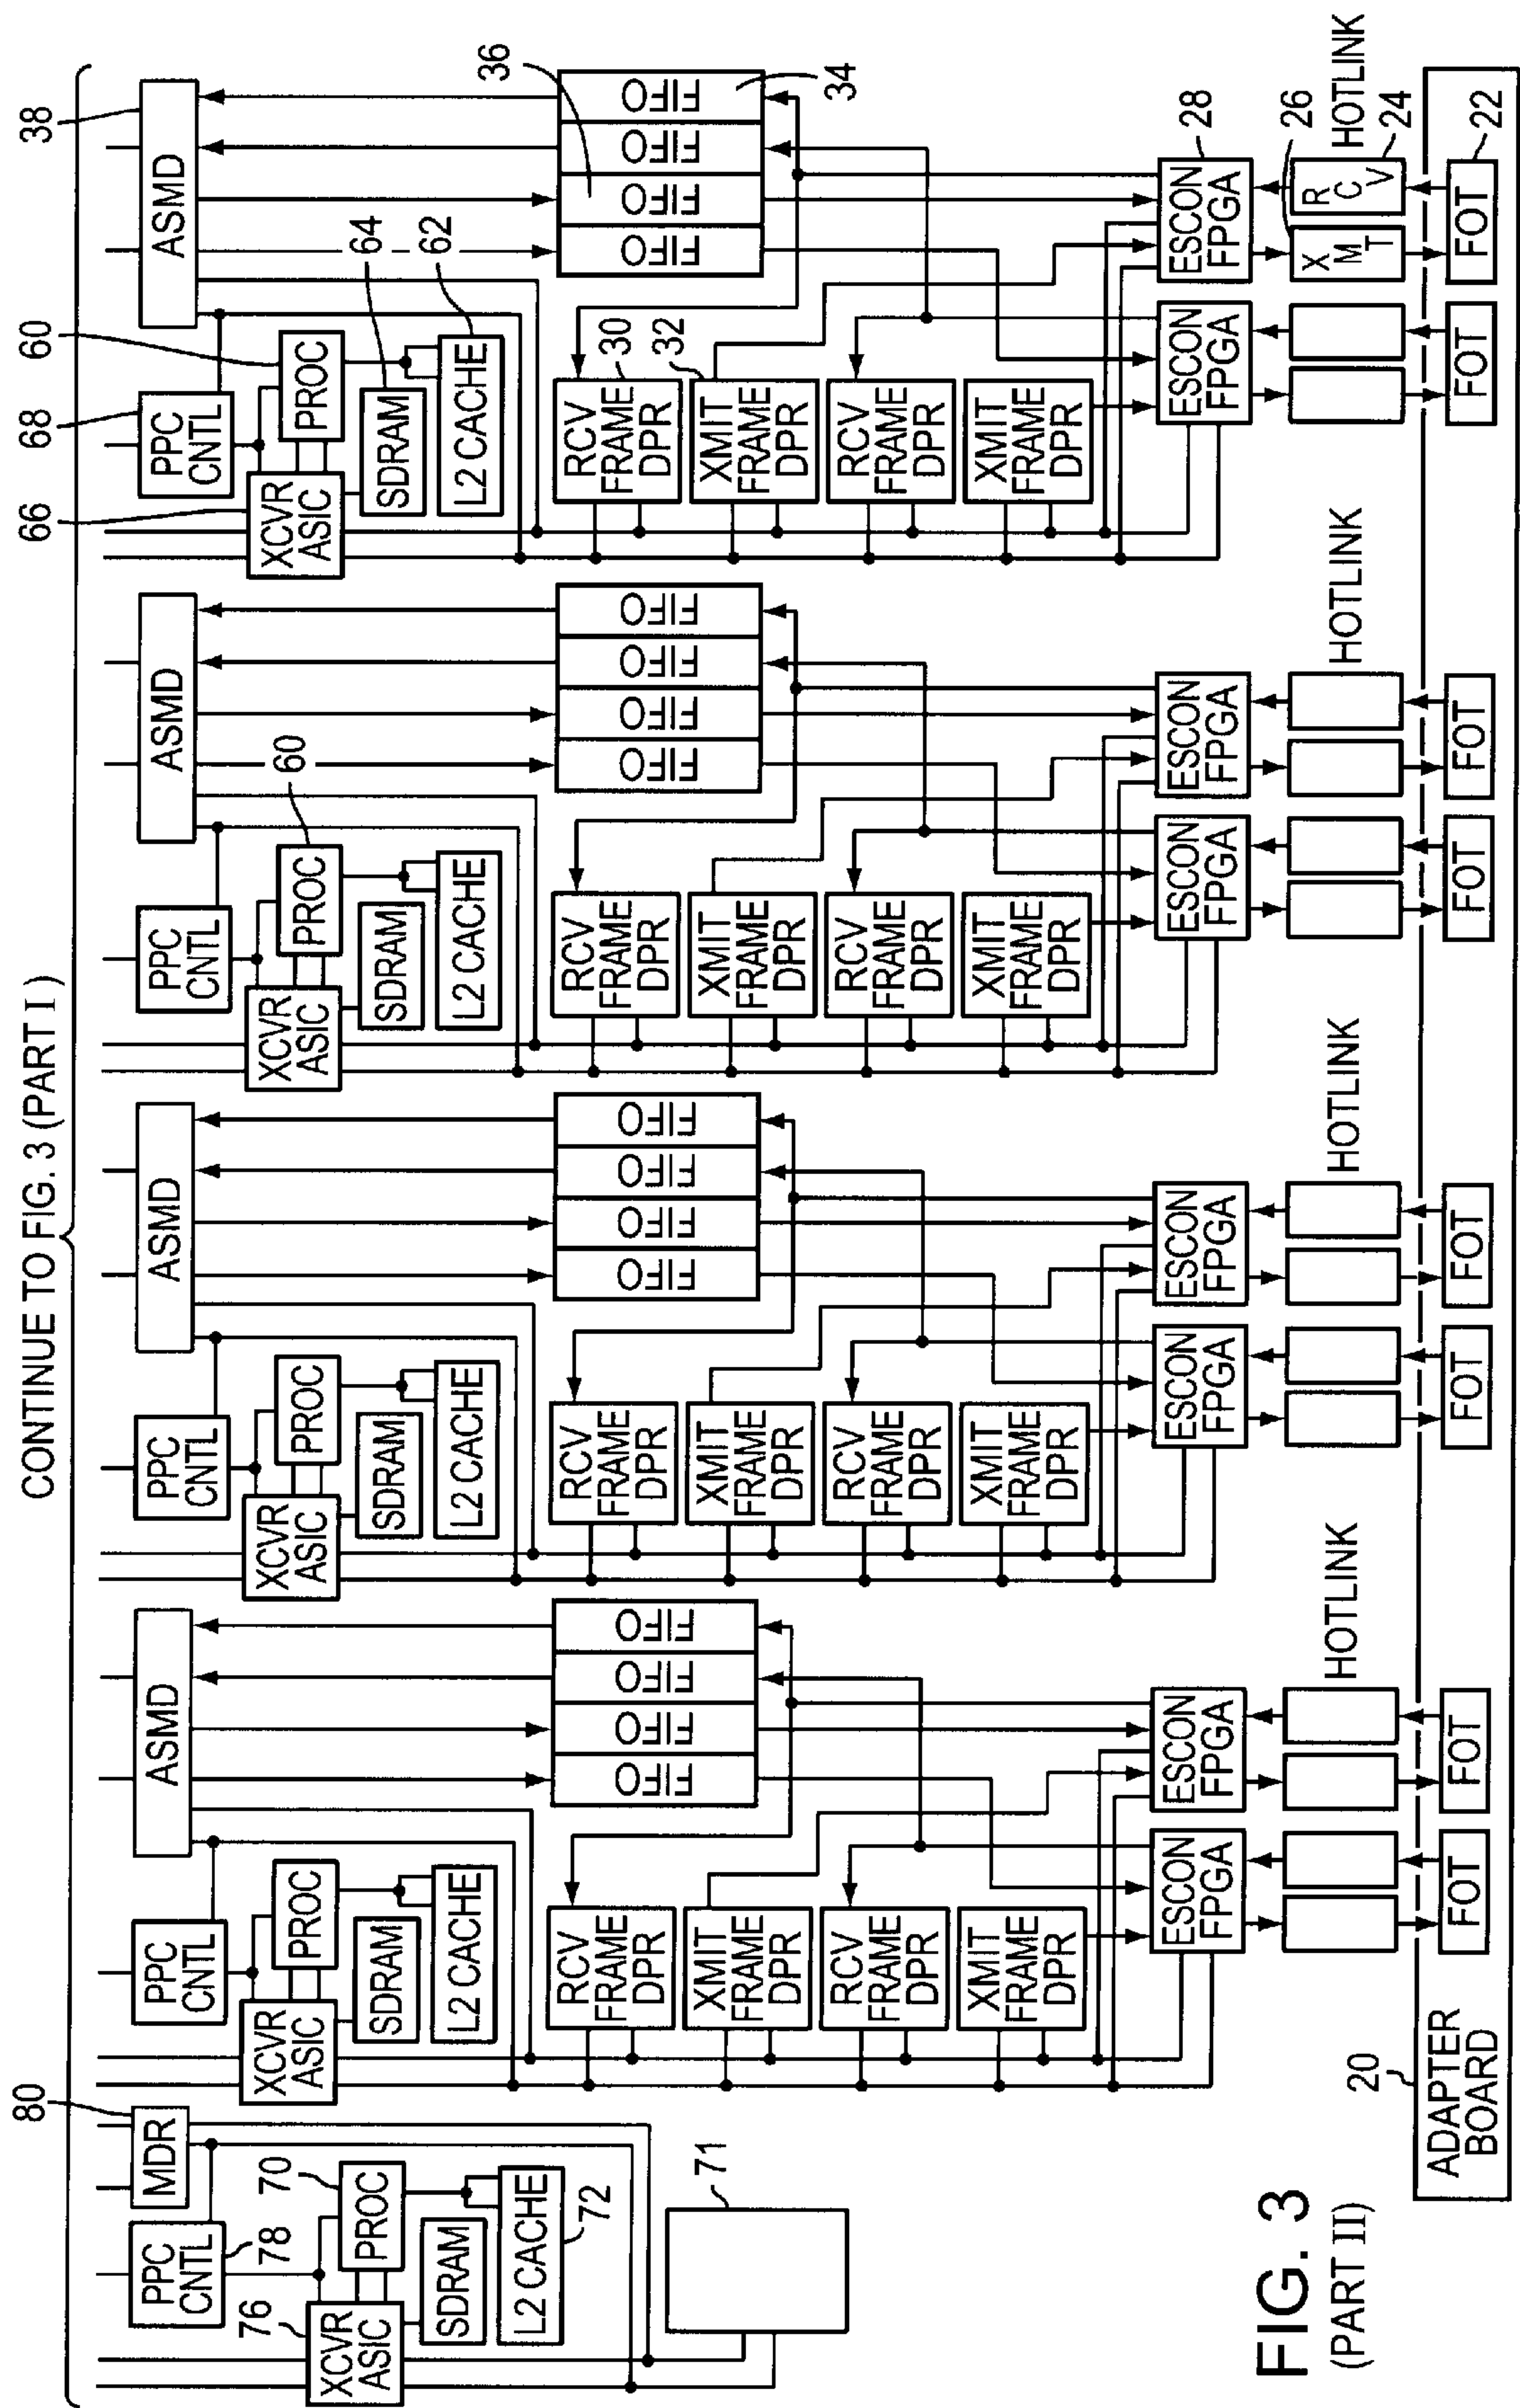 CONTINUE TO FIG. 3 (PART I)
80
MDR
PPC
CNTL
78
70
76
XCVR
ASIC
PROC
SDRAM
L2 CACHE
72
71
ASMD
PPC
CNTL
XCVR
ASIC
PROC
SDRAM
L2 CACHE
FIFO
FIFO
FIFO
FIFO
RCV
FRAME
DPR
XMIT
FRAME
DPR
RCV
FRAME
DPR
XMIT
FRAME
DPR
ESCON
FPGA
ESCON
FPGA
HOTLINK
FOT
FOT
ASMD
PPC
CNTL
XCVR
ASIC
PROC
SDRAM
L2 CACHE
FIFO
FIFO
FIFO
FIFO
RCV
FRAME
DPR
XMIT
FRAME
DPR
RCV
FRAME
DPR
XMIT
FRAME
DPR
ESCON
FPGA
ESCON
FPGA
HOTLINK
FOT
FOT
ASMD
PPC
CNTL
60
XCVR
ASIC
PROC
SDRAM
L2 CACHE
FIFO
FIFO
FIFO
FIFO
RCV
FRAME
DPR
XMIT
FRAME
DPR
RCV
FRAME
DPR
XMIT
FRAME
DPR
ESCON
FPGA
ESCON
FPGA
HOTLINK
FOT
FOT
66
68
60
38
ASMD
PPC
CNTL
XCVR
ASIC
PROC
64
SDRAM
62
L2 CACHE
36
FIFO
FIFO
FIFO
FIFO
34
RCV
FRAME
DPR
30
XMIT
FRAME
DPR
32
RCV
FRAME
DPR
XMIT
FRAME
DPR
ESCON
FPGA
ESCON
FPGA
28
26
XMT
RCV
24
HOTLINK
FOT
FOT
22
20
ADAPTER
BOARD
FIG. 3
(PART II)